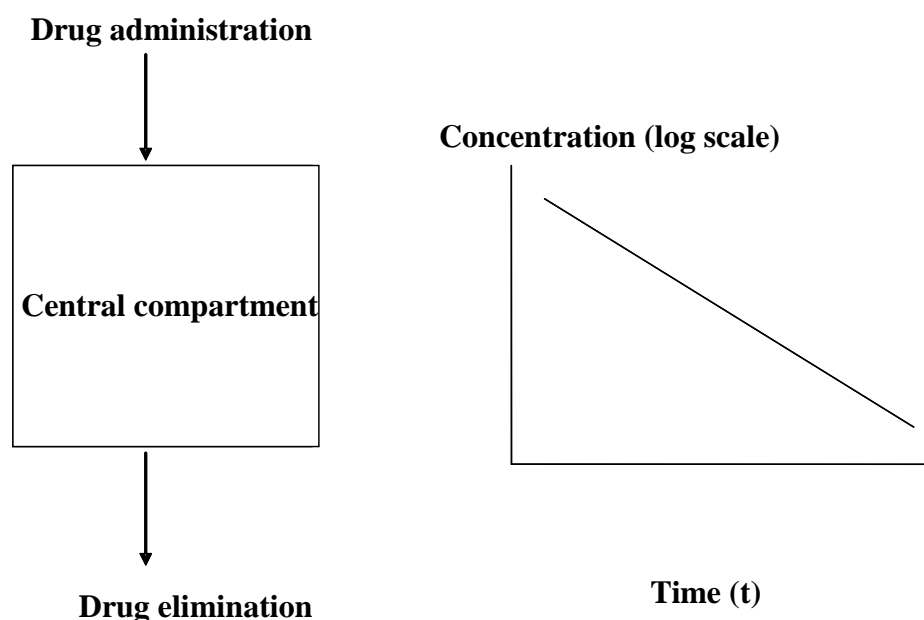 Drug administration
Concentration (log scale)
Central compartment
Time (t)
Drug elimination